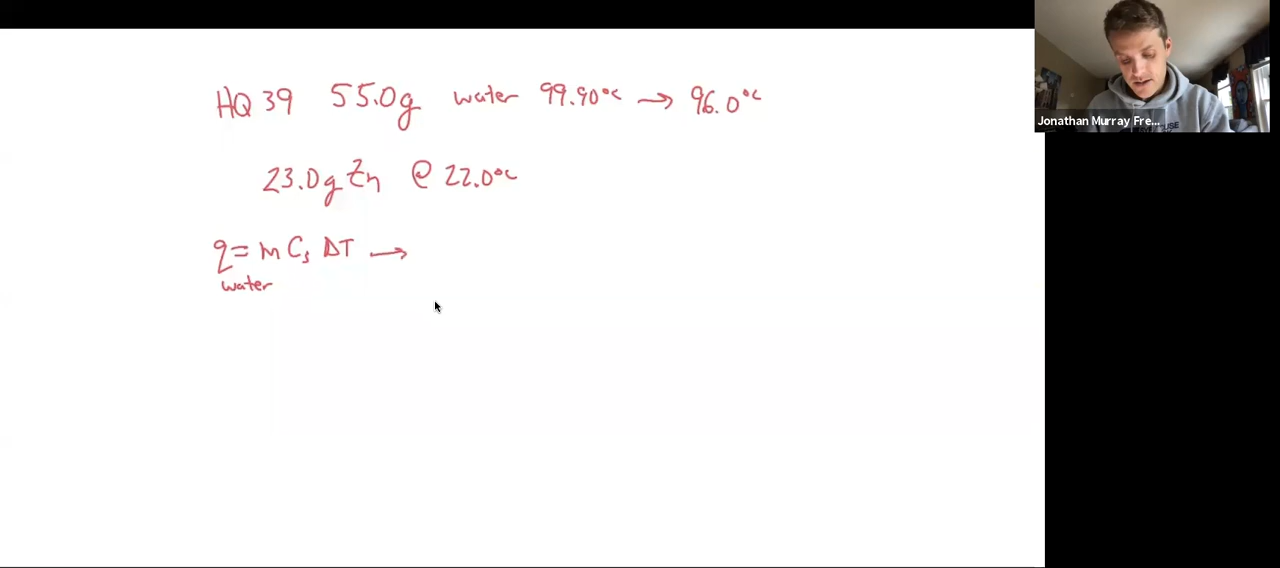 HQ 39 55.0g water 99.90°C → 96.0°C
23.0g Zn @ 22.0°C
q = m Cs ΔT →
water
Jonathan Murray Fre...